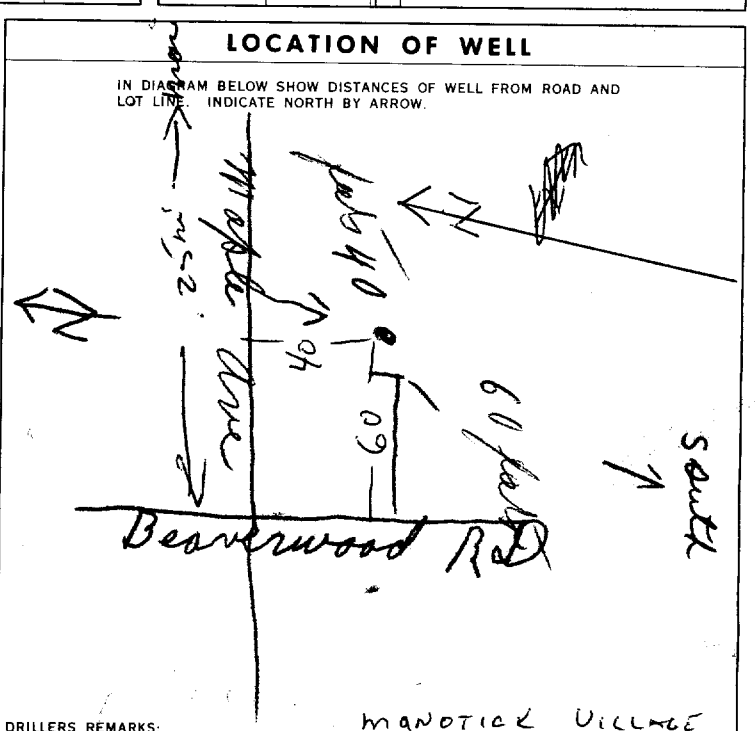 LOCATION OF WELL
IN DIAGRAM BELOW SHOW DISTANCES OF WELL FROM ROAD AND
LOT LINE. INDICATE NORTH BY ARROW.
Maple Ave
40
N
N
40
60
60
South
Beaverwood Rd
DRILLERS REMARKS:
MANOTICK VILLAGE